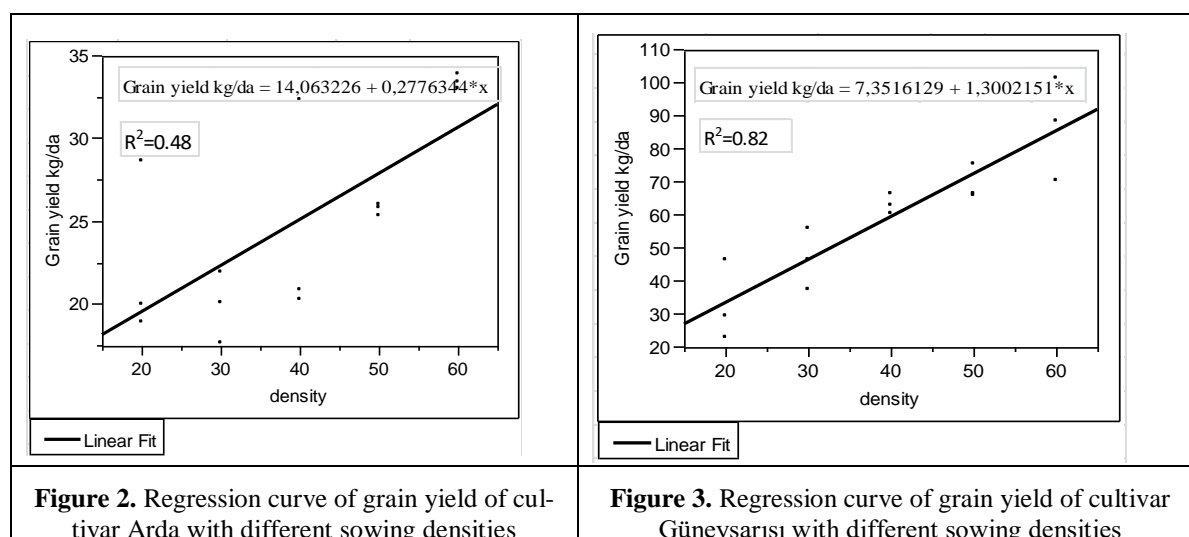 35
Grain yield kg/da = 14,063226 + 0,2776344*x
R²=0.48
30
25
20
Grain yield kg/da
20 30 40 50 60
density
Linear Fit
110
100
Grain yield kg/da = 7,3516129 + 1,3002151*x
R²=0.82
90
80
70
60
50
40
30
20
Grain yield kg/da
20 30 40 50 60
density
Linear Fit
Figure 2. Regression curve of grain yield of cul-
tivar Arda with different sowing densities
Figure 3. Regression curve of grain yield of cultivar
Güneysarısı with different sowing densities